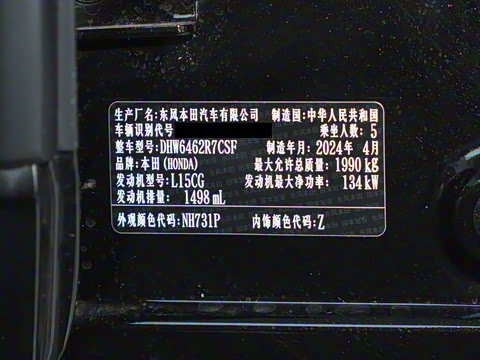 生产厂名:东风本田汽车有限公司 制造国:中华人民共和国
车辆识别代号 乘坐人数: 5
整车型号:DHW6462R7CSF 制造年月: 2024年 4月
品牌:本田(HONDA) 最大允许总质量: 1990 kg
发动机型号:L15CG 发动机最大净功率: 134 kW
发动机排量: 1498 mL
外观颜色代码:NH731P 内饰颜色代码:Z